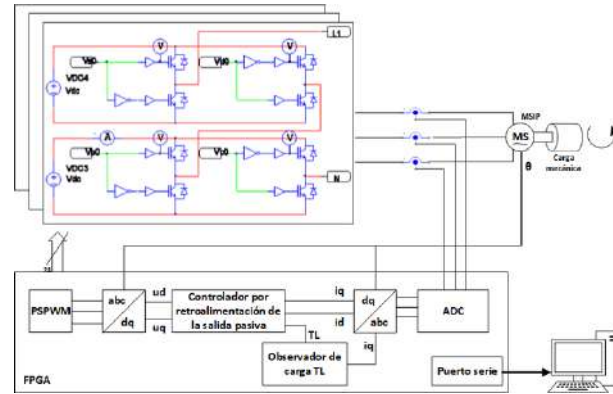 L1
V
V
VDC4
Vdc
A
V
V
VDC3
Vdc
N
MSIP
MS
Carga
mecánica
θ
PSPWM
abc
dq
ud
uq
Controlador por
retroalimentación de
la salida pasiva
iq
id
dq
abc
ADC
TL
iq
Observador de
carga TL
Puerto serie
FPGA